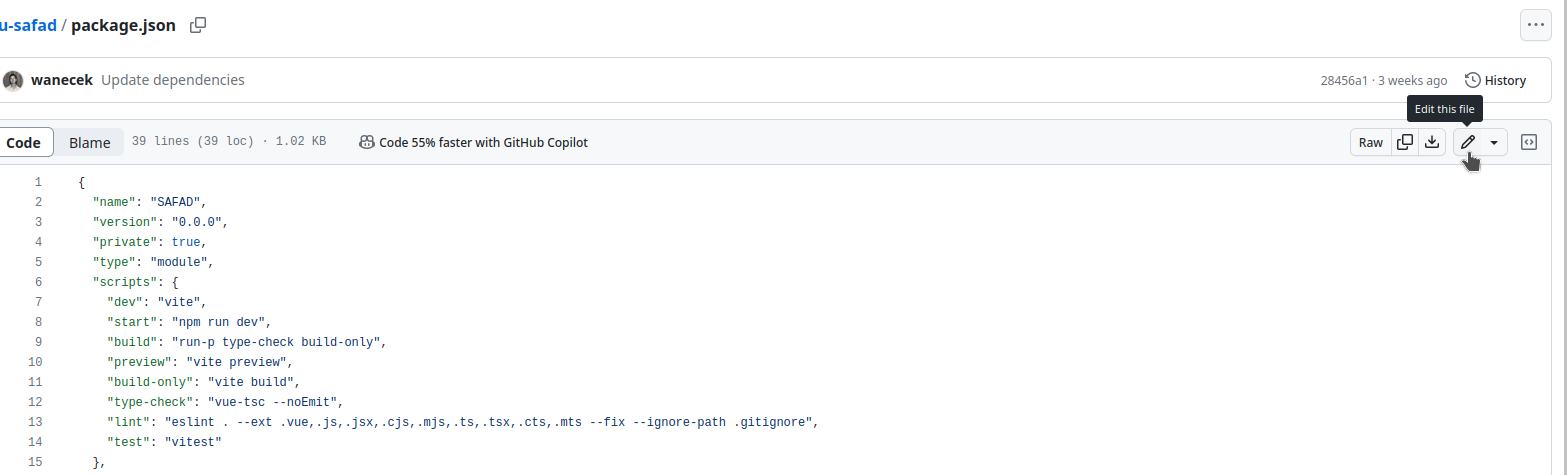 u-safad / package.json
wanecek Update dependencies 28456a1 · 3 weeks ago History
Edit this file
Code Blame 39 lines (39 loc) · 1.02 KB Code 55% faster with GitHub Copilot Raw
1 {
2 "name": "SAFAD",
3 "version": "0.0.0",
4 "private": true,
5 "type": "module",
6 "scripts": {
7 "dev": "vite",
8 "start": "npm run dev",
9 "build": "run-p type-check build-only",
10 "preview": "vite preview",
11 "build-only": "vite build",
12 "type-check": "vue-tsc --noEmit",
13 "lint": "eslint . --ext .vue,.js,.jsx,.cjs,.mjs,.ts,.tsx,.cts,.mts --fix --ignore-path .gitignore",
14 "test": "vitest"
15 },